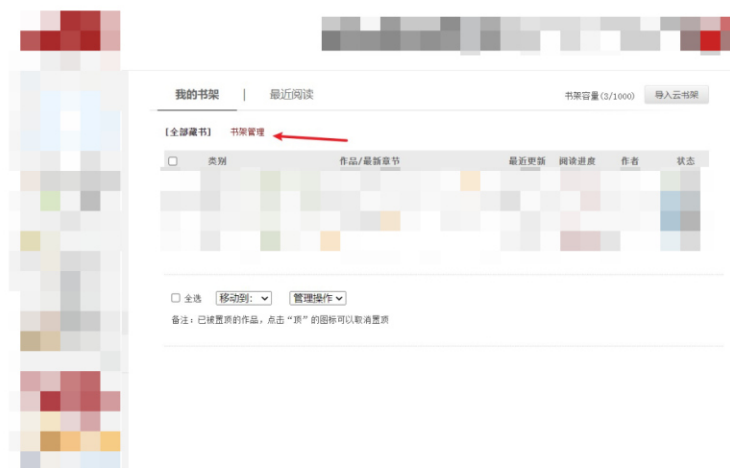 我的书架 | 最近阅读 书架容量(3/1000) 导入云书架
[全部藏书] 书架管理
类别 作品/最新章节 最近更新 阅读进度 作者 状态
全选 移动到: 管理操作
备注：已被置顶的作品，点击“顶”的图标可以取消置顶